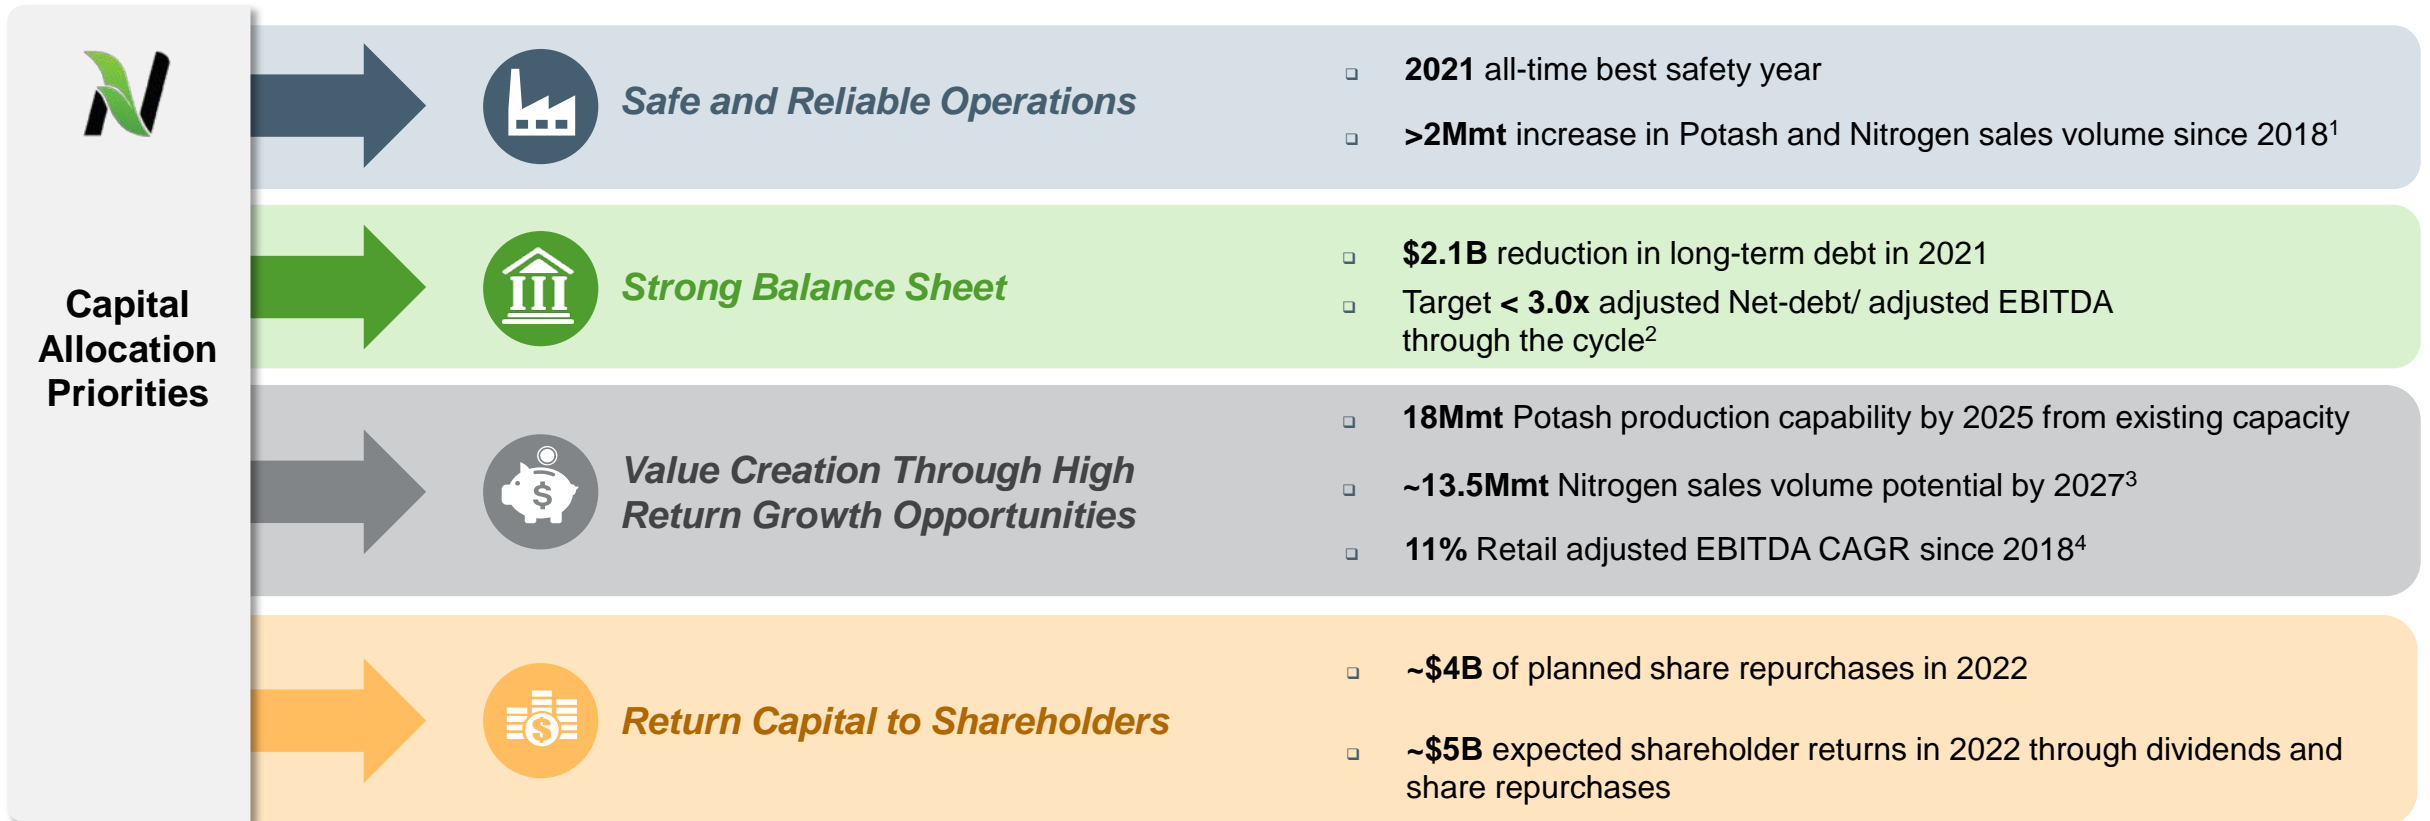 Capital
Allocation
Priorities
Safe and Reliable Operations
❑ 2021 all-time best safety year
❑ >2Mmt increase in Potash and Nitrogen sales volume since 2018¹
Strong Balance Sheet
❑ $2.1B reduction in long-term debt in 2021
❑ Target < 3.0x adjusted Net-debt/ adjusted EBITDA
through the cycle²
Value Creation Through High
Return Growth Opportunities
❑ 18Mmt Potash production capability by 2025 from existing capacity
❑ ~13.5Mmt Nitrogen sales volume potential by 2027³
❑ 11% Retail adjusted EBITDA CAGR since 2018⁴
Return Capital to Shareholders
❑ ~$4B of planned share repurchases in 2022
❑ ~$5B expected shareholder returns in 2022 through dividends and
share repurchases